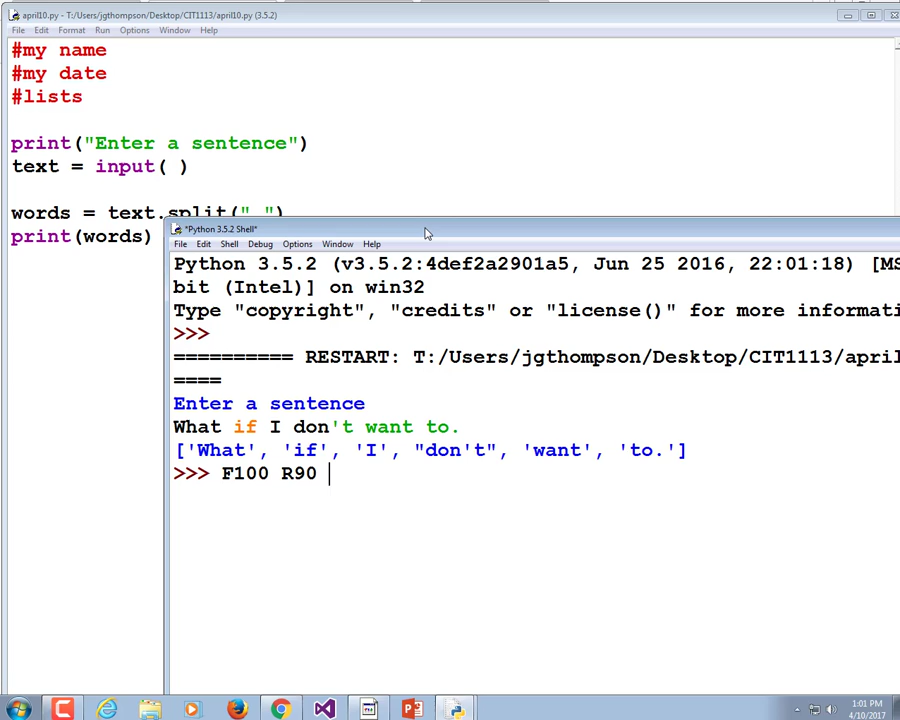 april10.py - T:/Users/jgthompson/Desktop/CIT1113/april10.py (3.5.2)
File Edit Format Run Options Window Help
#my name
#my date
#lists
print("Enter a sentence")
text = input( )
words = text.split(" ")
print(words)
*Python 3.5.2 Shell*
File Edit Shell Debug Options Window Help
Python 3.5.2 (v3.5.2:4def2a2901a5, Jun 25 2016, 22:01:18) [MS
bit (Intel)] on win32
Type "copyright", "credits" or "license()" for more informati
>>>
========== RESTART: T:/Users/jgthompson/Desktop/CIT1113/april
====
Enter a sentence
What if I don't want to.
['What', 'if', 'I', "don't", 'want', 'to.']
>>> F100 R90
1:01 PM
4/10/2017